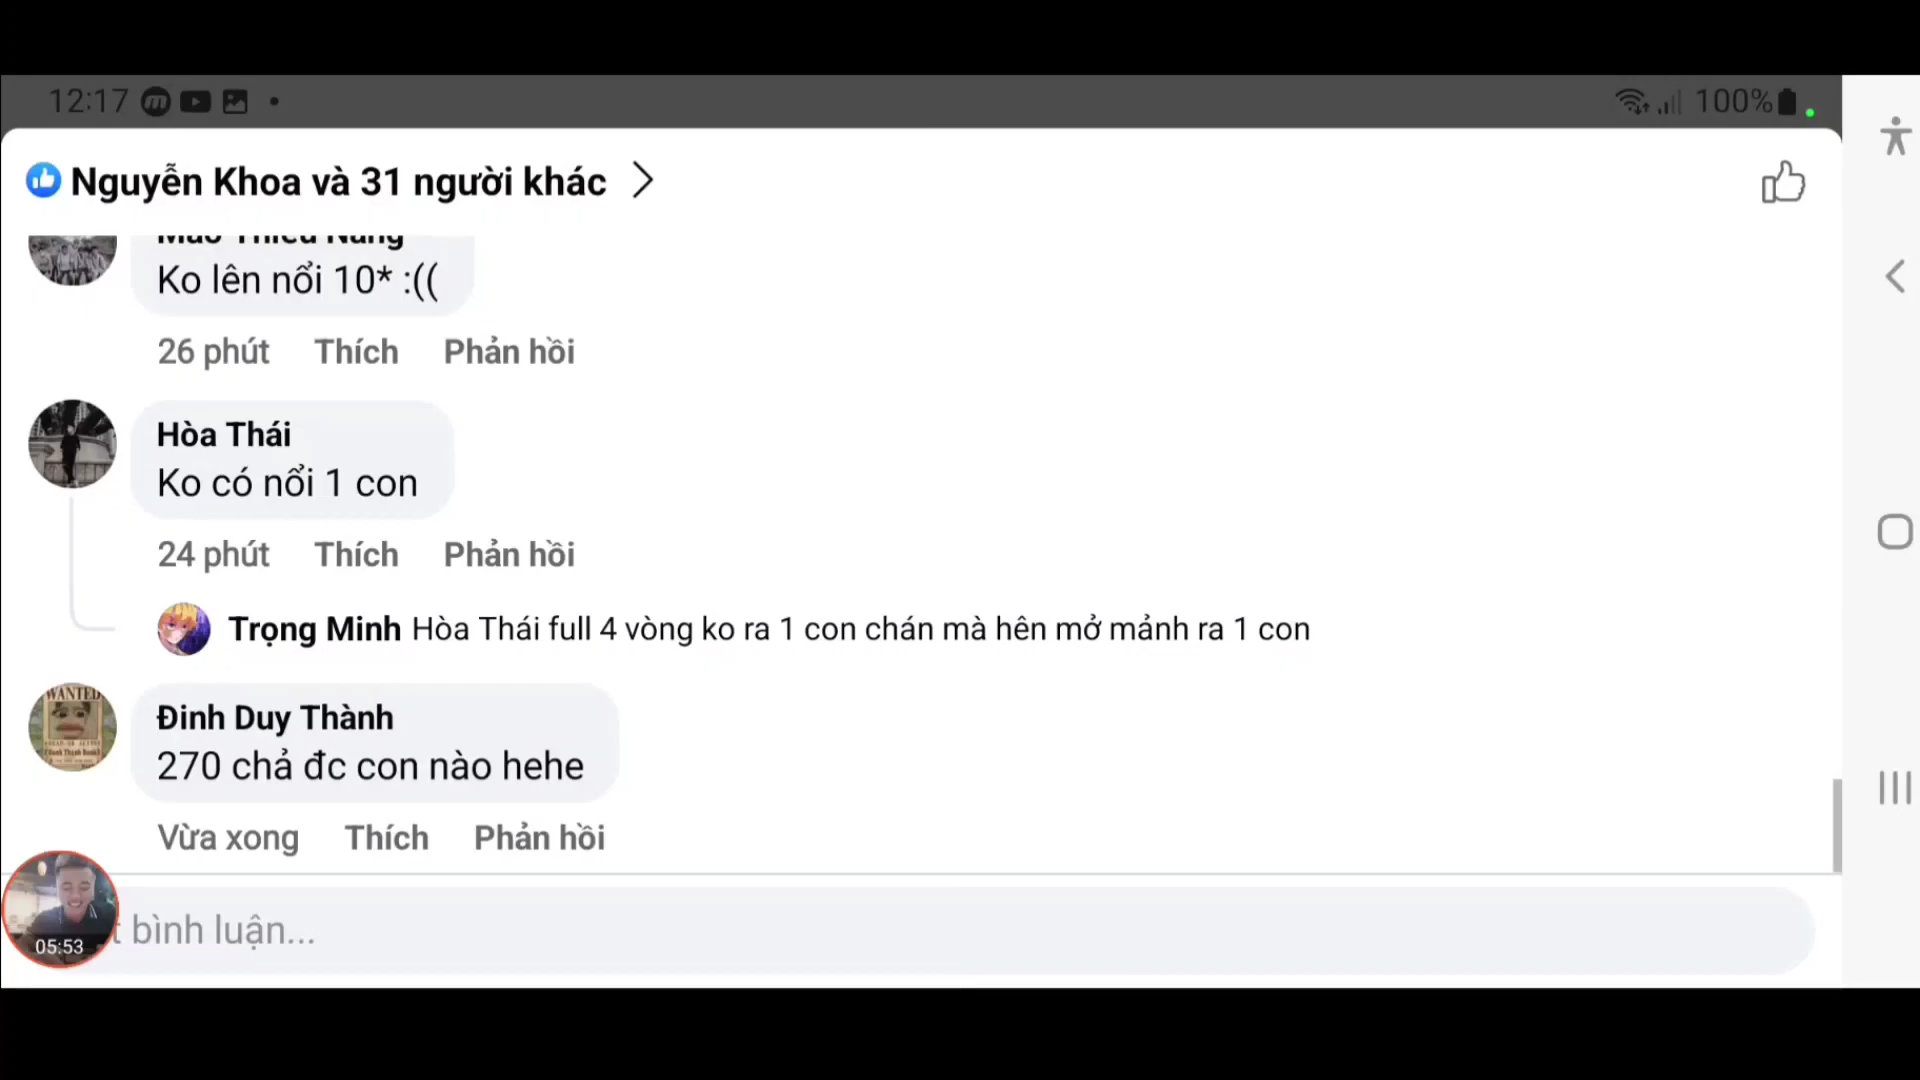 12:17
100%
Nguyễn Khoa và 31 người khác
Ko lên nổi 10* :((
26 phút Thích Phản hồi
Hòa Thái
Ko có nổi 1 con
24 phút Thích Phản hồi
Trọng Minh Hòa Thái full 4 vòng ko ra 1 con chán mà hên mở mảnh ra 1 con
WANTED
Đinh Duy Thành
270 chả đc con nào hehe
Vừa xong Thích Phản hồi
bình luận...
05:53